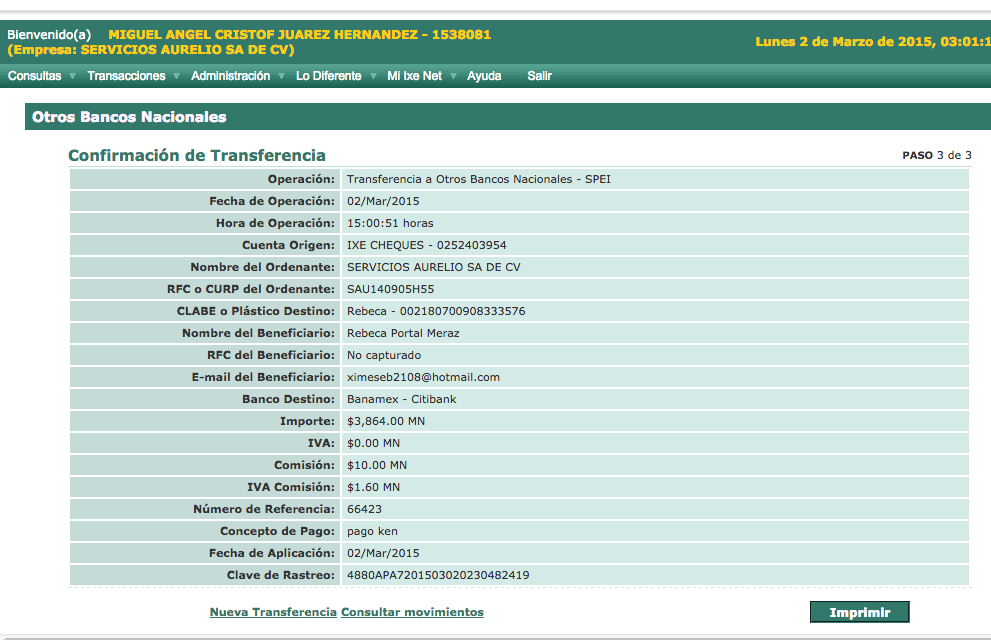 Bienvenido(a) MIGUEL ANGEL CRISTOF JUAREZ HERNANDEZ - 1538081
(Empresa: SERVICIOS AURELIO SA DE CV)
Lunes 2 de Marzo de 2015, 03:01:1
Consultas Transacciones Administración Lo Diferente Mi Ixe Net Ayuda Salir
Otros Bancos Nacionales
Confirmación de Transferencia PASO 3 de 3
Operación: Transferencia a Otros Bancos Nacionales - SPEI
Fecha de Operación: 02/Mar/2015
Hora de Operación: 15:00:51 horas
Cuenta Origen: IXE CHEQUES - 0252403954
Nombre del Ordenante: SERVICIOS AURELIO SA DE CV
RFC o CURP del Ordenante: SAU140905H55
CLABE o Plástico Destino: Rebeca - 002180700908333576
Nombre del Beneficiario: Rebeca Portal Meraz
RFC del Beneficiario: No capturado
E-mail del Beneficiario: ximeseb2108@hotmail.com
Banco Destino: Banamex - Citibank
Importe: $3,864.00 MN
IVA: $0.00 MN
Comisión: $10.00 MN
IVA Comisión: $1.60 MN
Número de Referencia: 66423
Concepto de Pago: pago ken
Fecha de Aplicación: 02/Mar/2015
Clave de Rastreo: 4880APA7201503020230482419
Nueva Transferencia Consultar movimientos Imprimir